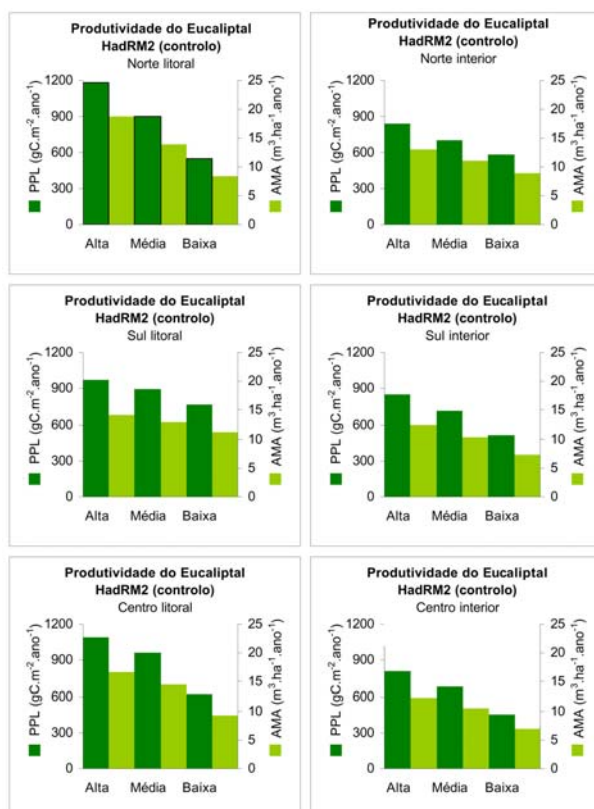 Produtividade do Eucaliptal
HadRM2 (controlo)
Norte litoral
PPL (gC.m⁻².ano⁻¹)
1200
900
600
300
0
25
20
15
10
5
0
AMA (m³.ha⁻¹.ano⁻¹)
Alta Média Baixa
Produtividade do Eucaliptal
HadRM2 (controlo)
Norte interior
PPL (gC.m⁻².ano⁻¹)
1200
900
600
300
0
25
20
15
10
5
0
AMA (m³.ha⁻¹.ano⁻¹)
Alta Média Baixa
Produtividade do Eucaliptal
HadRM2 (controlo)
Sul litoral
PPL (gC.m⁻².ano⁻¹)
1200
900
600
300
0
25
20
15
10
5
0
AMA (m³.ha⁻¹.ano⁻¹)
Alta Média Baixa
Produtividade do Eucaliptal
HadRM2 (controlo)
Sul interior
PPL (gC.m⁻².ano⁻¹)
1200
900
600
300
0
25
20
15
10
5
0
AMA (m³.ha⁻¹.ano⁻¹)
Alta Média Baixa
Produtividade do Eucaliptal
HadRM2 (controlo)
Centro litoral
PPL (gC.m⁻².ano⁻¹)
1200
900
600
300
0
25
20
15
10
5
0
AMA (m³.ha⁻¹.ano⁻¹)
Alta Média Baixa
Produtividade do Eucaliptal
HadRM2 (controlo)
Centro interior
PPL (gC.m⁻².ano⁻¹)
1200
900
600
300
0
25
20
15
10
5
0
AMA (m³.ha⁻¹.ano⁻¹)
Alta Média Baixa